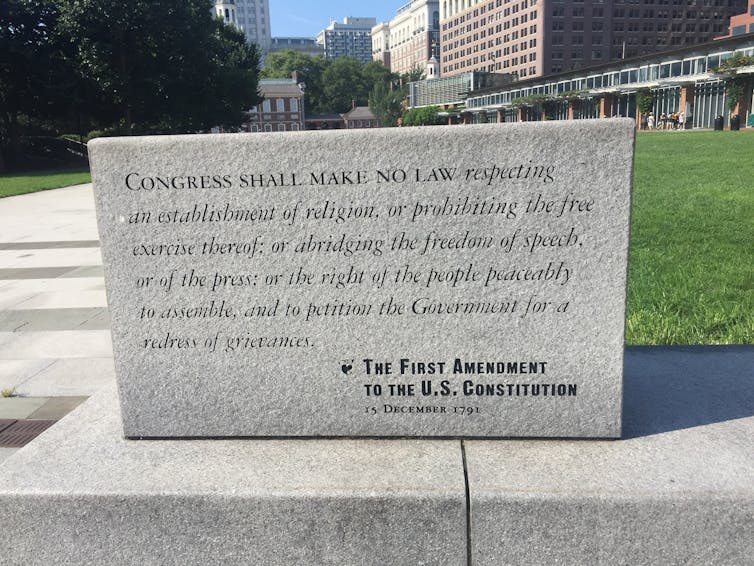 CONGRESS SHALL MAKE NO LAW respecting
an establishment of religion, or prohibiting the free
exercise thereof; or abridging the freedom of speech,
or of the press; or the right of the people peaceably
to assemble, and to petition the Government for a
redress of grievances.
THE FIRST AMENDMENT
TO THE U.S. CONSTITUTION
15 DECEMBER 1791